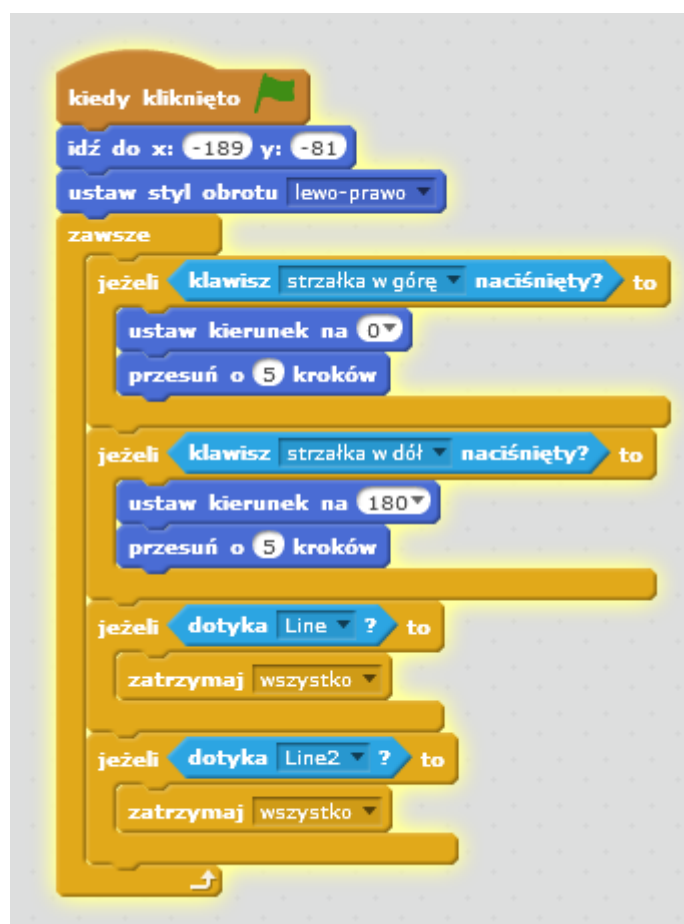 kiedy kliknięto
idź do x: -189 y: -81
ustaw styl obrotu lewo-prawo
zawsze
jeżeli klawisz strzałka w górę naciśnięty? to
ustaw kierunek na 0
przesuń o 5 kroków
jeżeli klawisz strzałka w dół naciśnięty? to
ustaw kierunek na 180
przesuń o 5 kroków
jeżeli dotyka Line ? to
zatrzymaj wszystko
jeżeli dotyka Line2 ? to
zatrzymaj wszystko